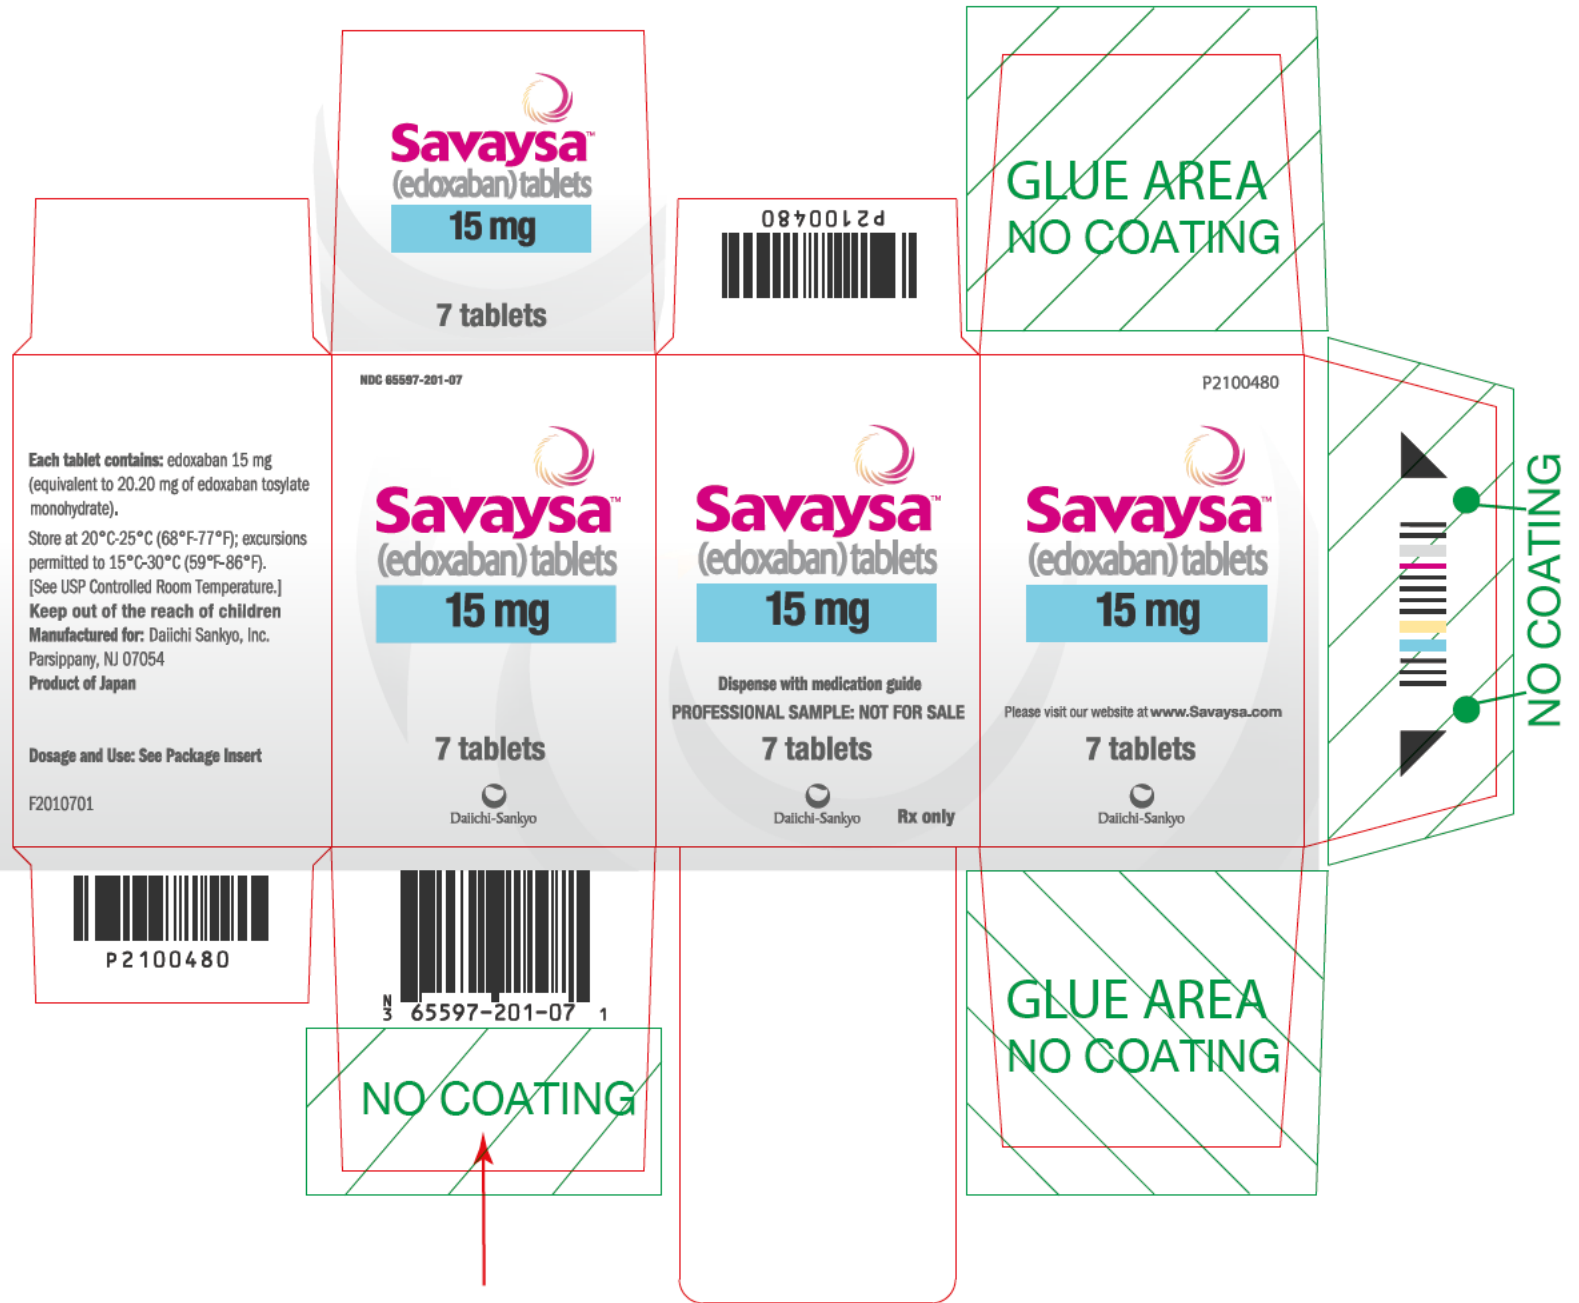 Savaysa™
(edoxaban) tablets
15 mg
7 tablets
P2100480
GLUE AREA
NO COATING
Each tablet contains: edoxaban 15 mg
(equivalent to 20.20 mg of edoxaban tosylate
monohydrate).
Store at 20°C-25°C (68°F-77°F); excursions
permitted to 15°C-30°C (59°F-86°F).
[See USP Controlled Room Temperature.]
Keep out of the reach of children
Manufactured for: Daiichi Sankyo, Inc.
Parsippany, NJ 07054
Product of Japan
Dosage and Use: See Package Insert
F2010701
NDC 65597-201-07
Savaysa™
(edoxaban) tablets
15 mg
7 tablets
Daiichi-Sankyo
Savaysa™
(edoxaban) tablets
15 mg
Dispense with medication guide
PROFESSIONAL SAMPLE: NOT FOR SALE
7 tablets
Daiichi-Sankyo
Rx only
P2100480
Savaysa™
(edoxaban) tablets
15 mg
Please visit our website at www.Savaysa.com
7 tablets
Daiichi-Sankyo
NO COATING
P2100480
N
3 65597-201-07 1
NO COATING
GLUE AREA
NO COATING